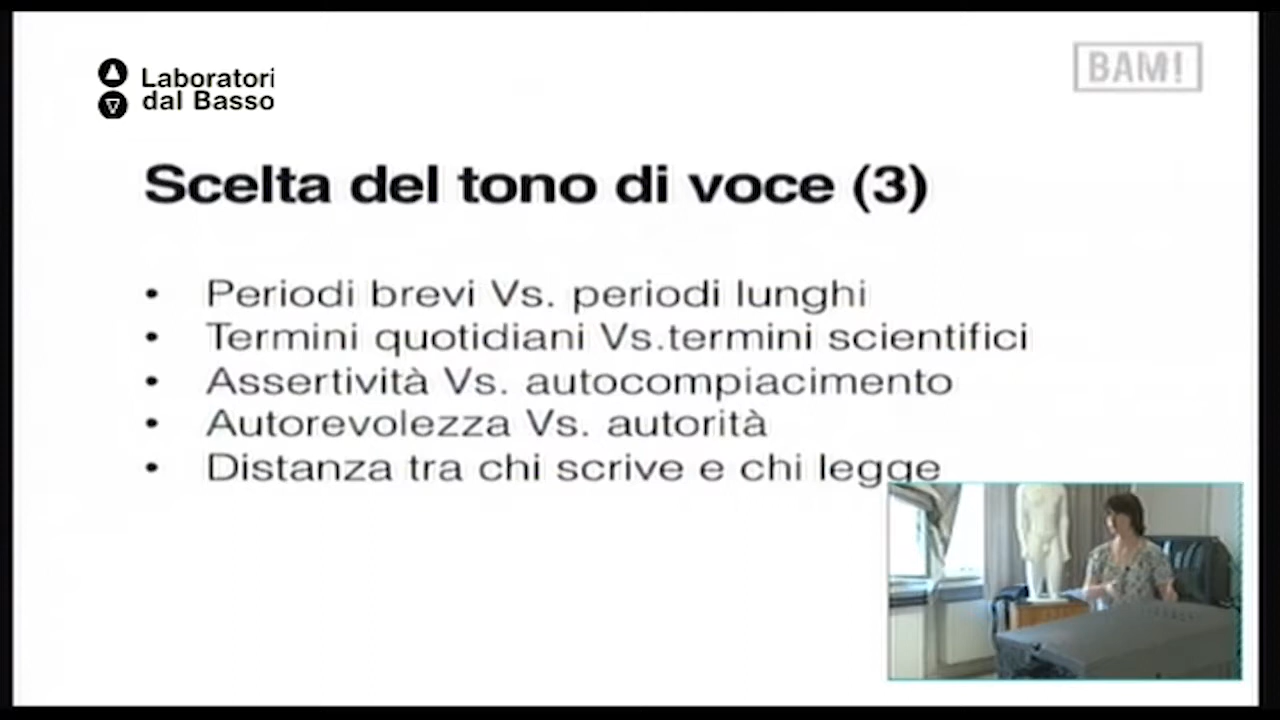 Laboratori
dal Basso
BAM!
Scelta del tono di voce (3)
• Periodi brevi Vs. periodi lunghi
• Termini quotidiani Vs.termini scientifici
• Assertività Vs. autocompiacimento
• Autorevolezza Vs. autorità
• Distanza tra chi scrive e chi legge